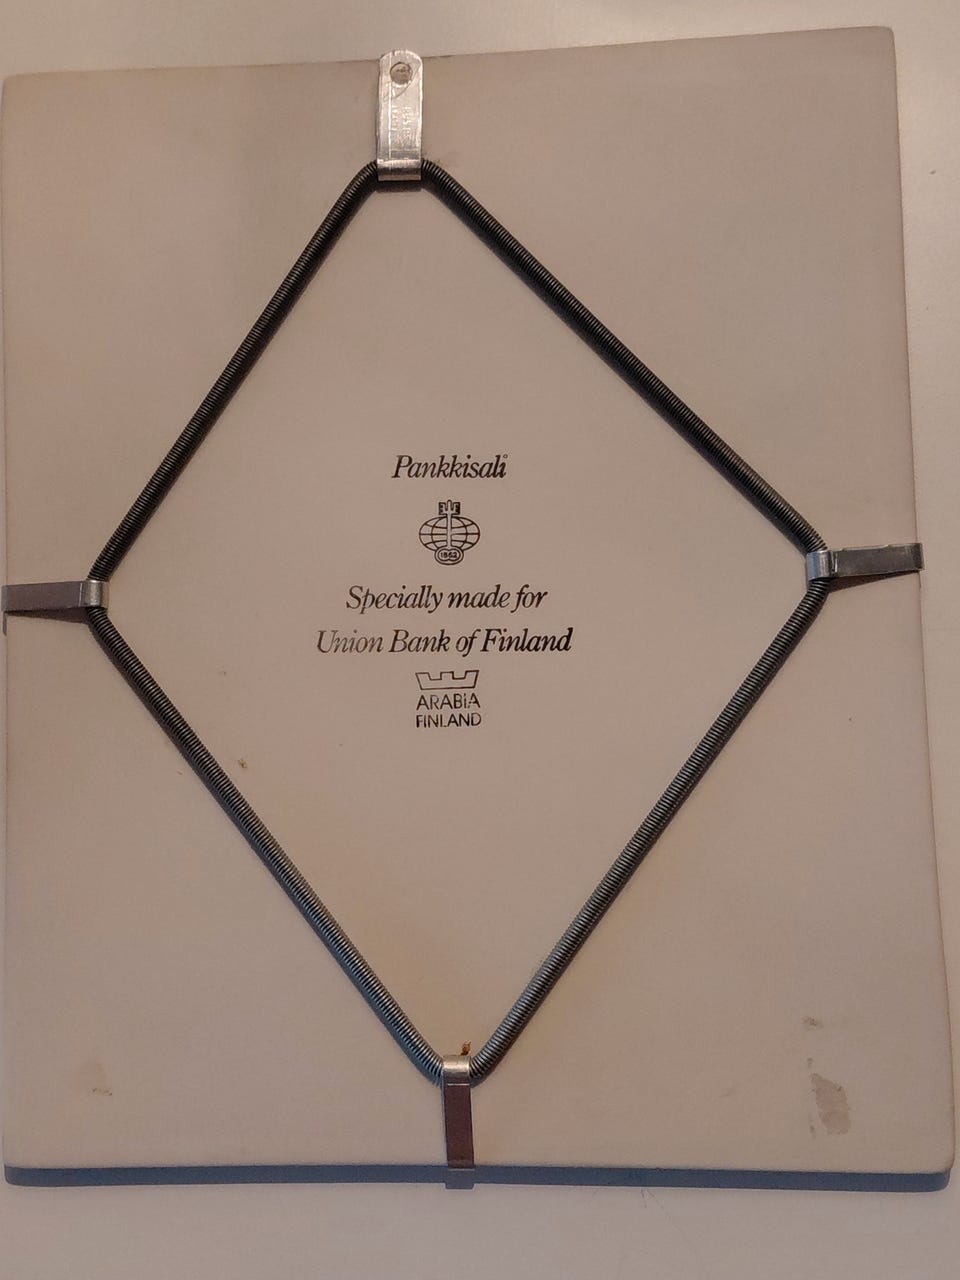 Pankkisali
1862
Specially made for
Union Bank of Finland
ARABIA
FINLAND